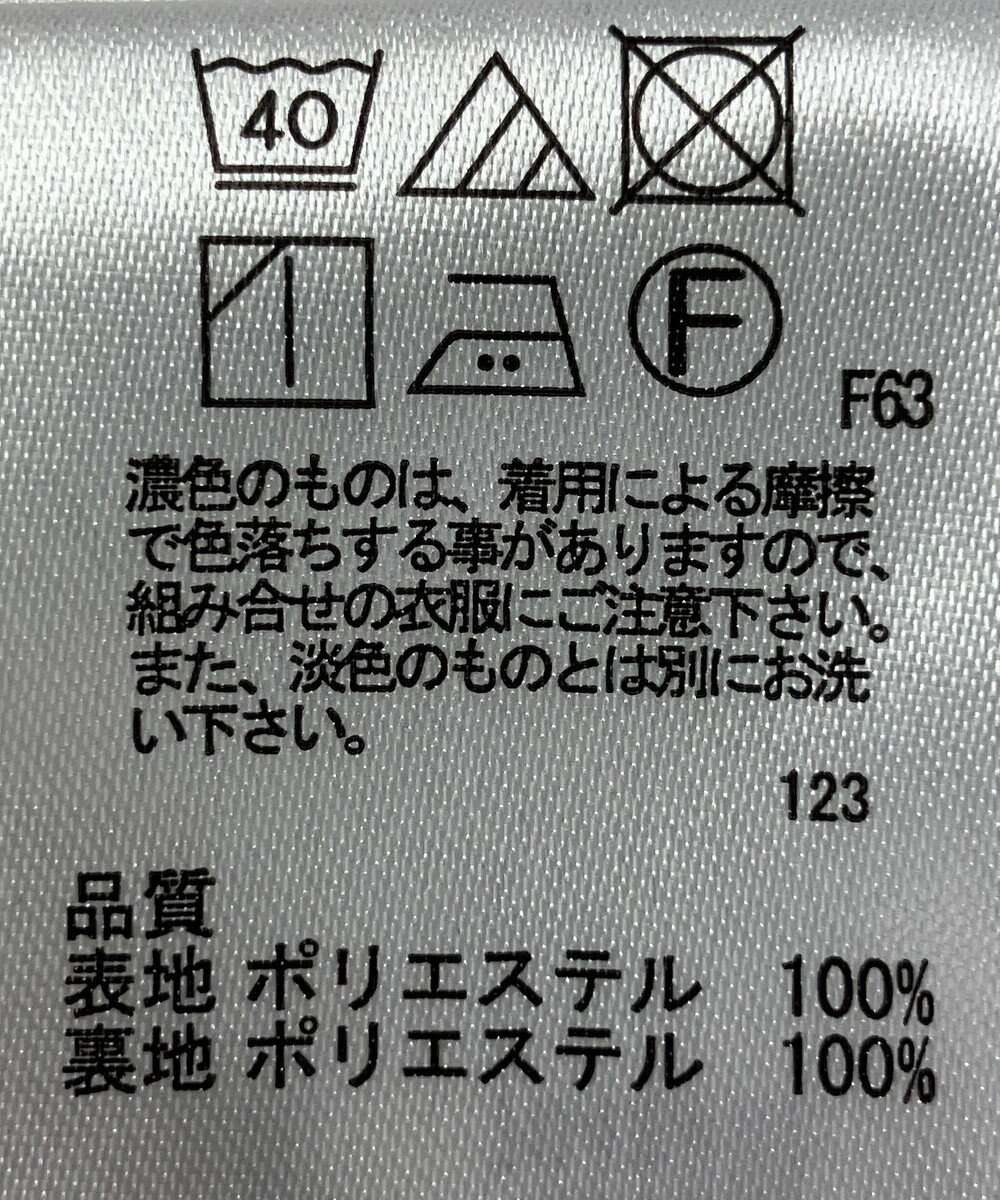 40
F
F63
濃色のものは、着用による摩擦
で色落ちする事がありますので、
組み合せの衣服にご注意下さい。
また、淡色のものとは別にお洗
い下さい。
123
品質
表地 ポリエステル 100%
裏地 ポリエステル 100%